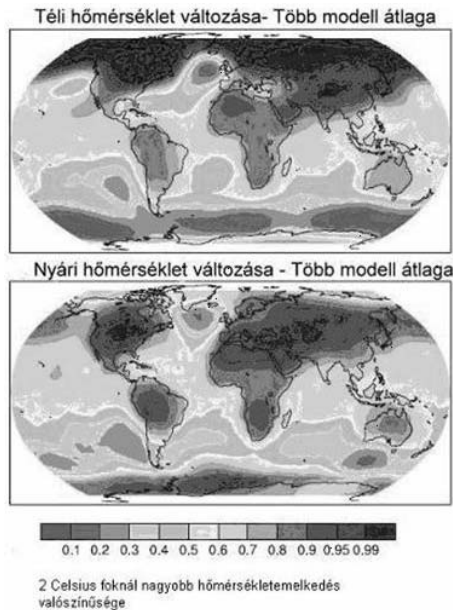 Téli hőmérséklet változása- Több modell átlaga
Nyári hőmérséklet változása - Több modell átlaga
0.1 0.2 0.3 0.4 0.5 0.6 0.7 0.8 0.9 0.95 0.99
2 Celsius foknál nagyobb hőmérsékletemelkedés
valószínűsége